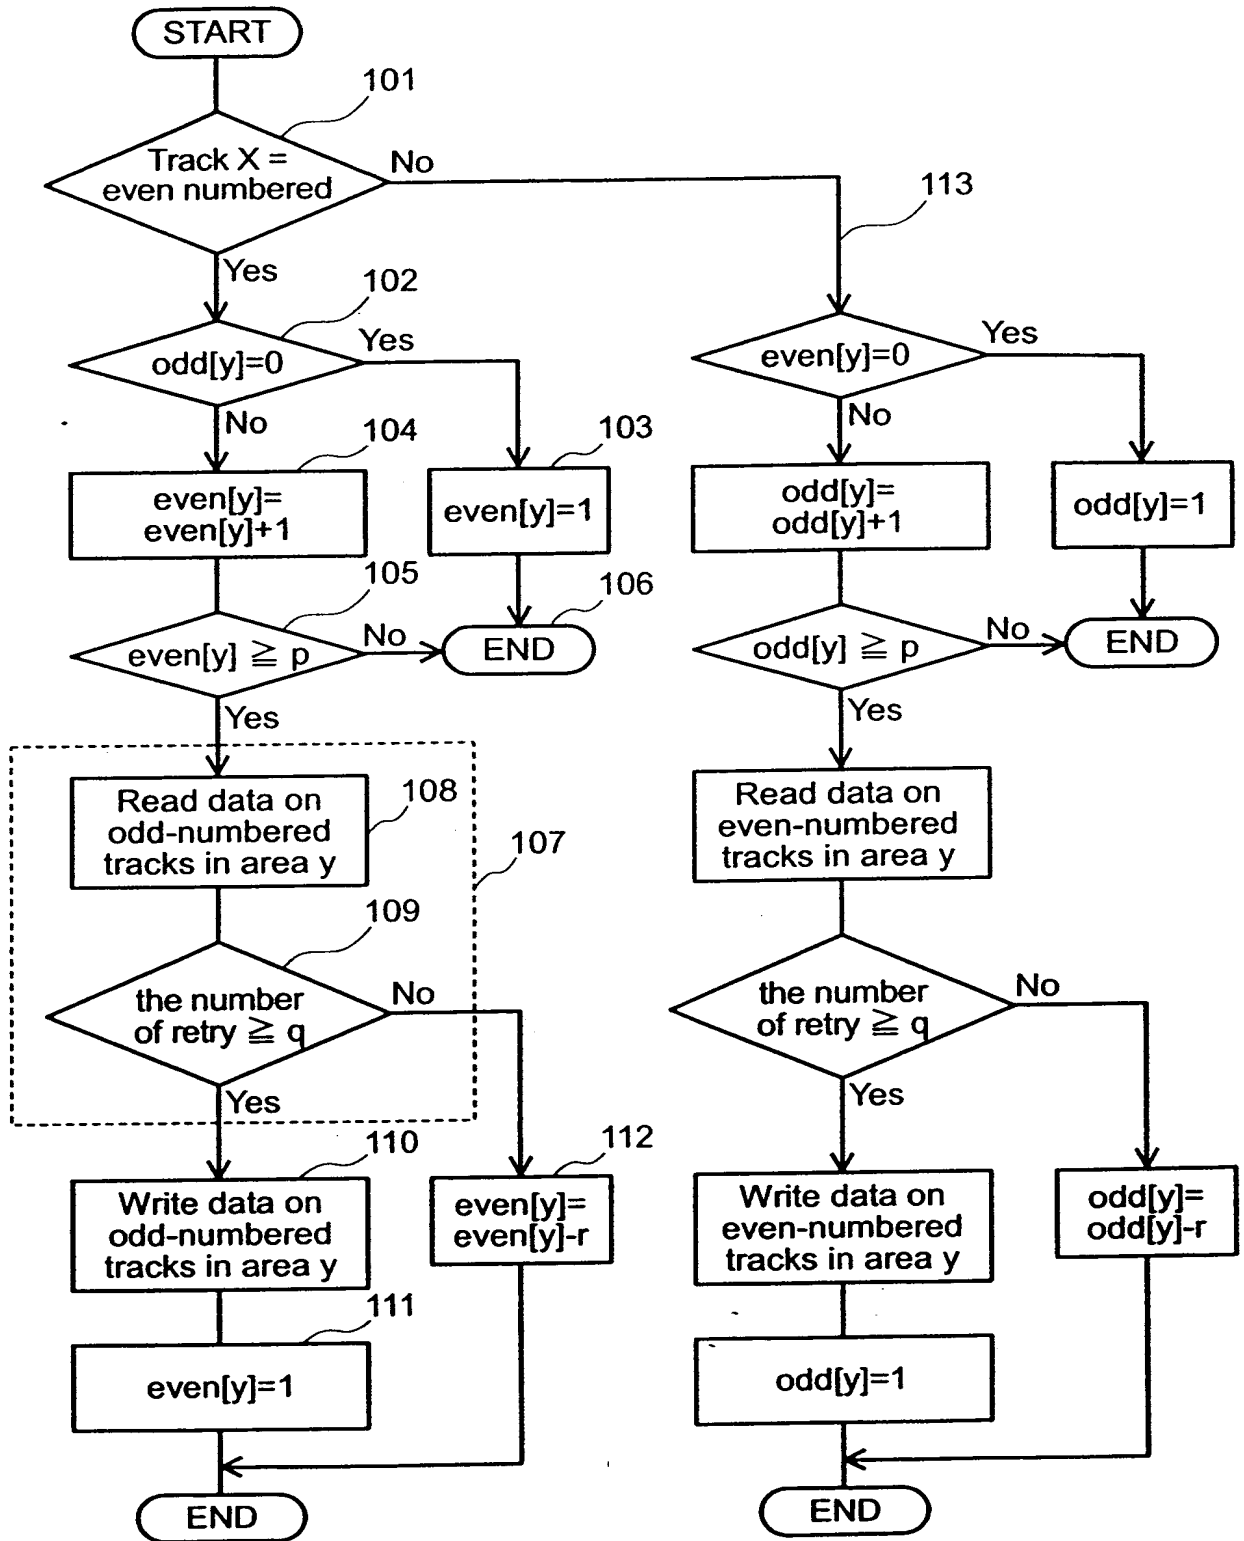 START
101
Track X =
even numbered
No
113
Yes
102
odd[y]=0
Yes
even[y]=0
Yes
No
104
103
No
even[y]=
even[y]+1
even[y]=1
odd[y]=
odd[y]+1
odd[y]=1
105
106
even[y] ≧ p
No
END
odd[y] ≧ p
No
END
Yes
Yes
Read data on
odd-numbered
tracks in area y
108
107
Read data on
even-numbered
tracks in area y
109
the number
of retry ≧ q
No
the number
of retry ≧ q
No
Yes
Yes
110
112
Write data on
odd-numbered
tracks in area y
even[y]=
even[y]-r
Write data on
even-numbered
tracks in area y
odd[y]=
odd[y]-r
111
even[y]=1
odd[y]=1
END
END